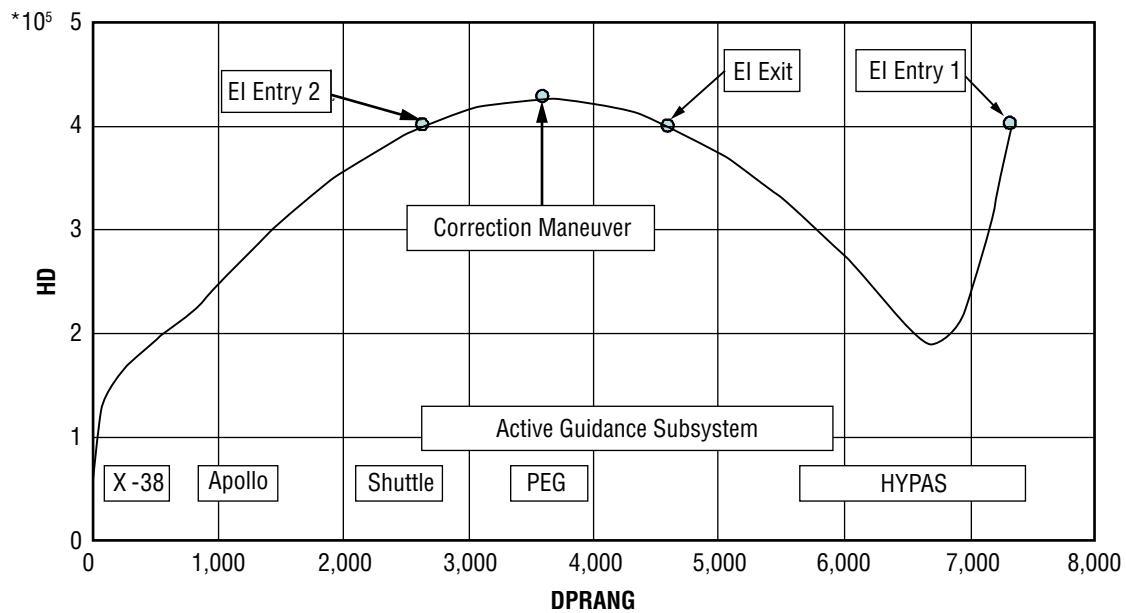 *10⁵
5
4
3
2
1
0
HD
EI Entry 2
EI Exit
EI Entry 1
Correction Maneuver
Active Guidance Subsystem
X -38
Apollo
Shuttle
PEG
HYPAS
0 1,000 2,000 3,000 4,000 5,000 6,000 7,000 8,000
DPRANG